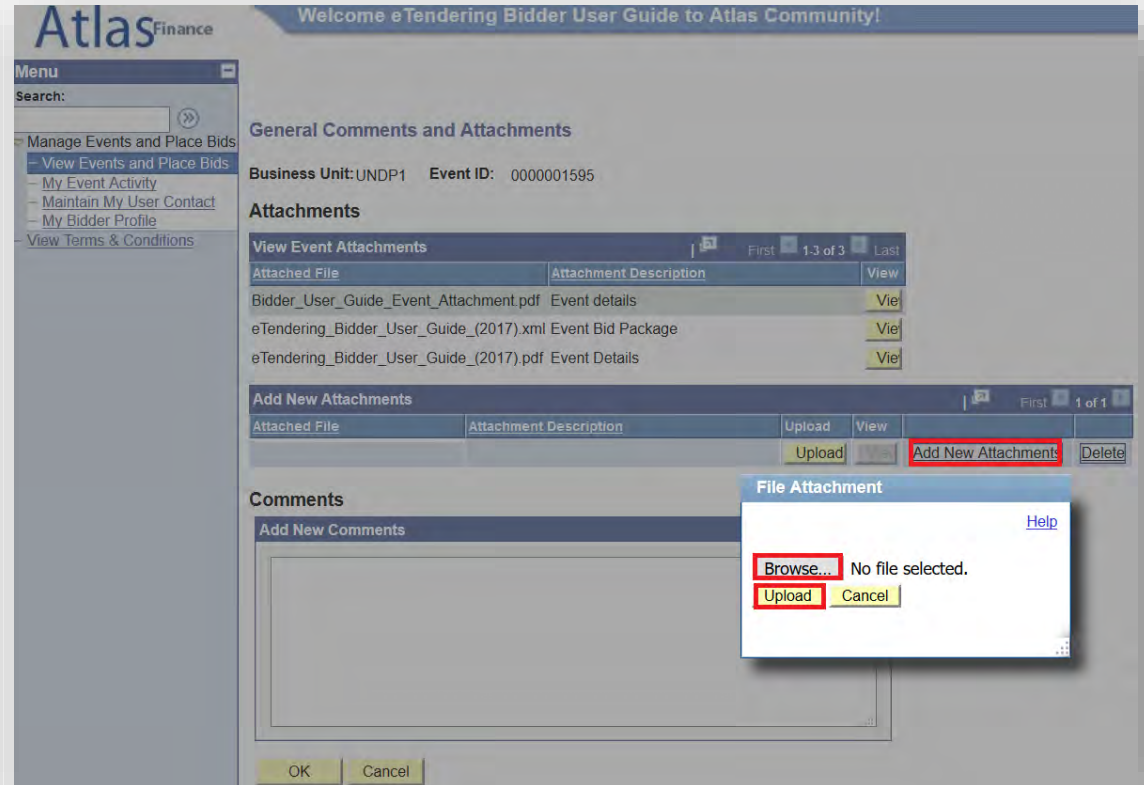 Atlas Finance
Welcome eTendering Bidder User Guide to Atlas Community!
Menu
Search:
Manage Events and Place Bids
View Events and Place Bids
My Event Activity
Maintain My User Contact
My Bidder Profile
View Terms & Conditions
General Comments and Attachments
Business Unit: UNDP1 Event ID: 0000001595
Attachments
View Event Attachments First 1-3 of 3 Last
Attached File Attachment Description View
Bidder_User_Guide_Event_Attachment.pdf Event details Vie
eTendering_Bidder_User_Guide_(2017).xml Event Bid Package Vie
eTendering_Bidder_User_Guide_(2017).pdf Event Details Vie
Add New Attachments First 1 of 1
Attached File Attachment Description Upload View
Upload Add New Attachments Delete
File Attachment
Help
Browse... No file selected.
Upload Cancel
Comments
Add New Comments
OK Cancel